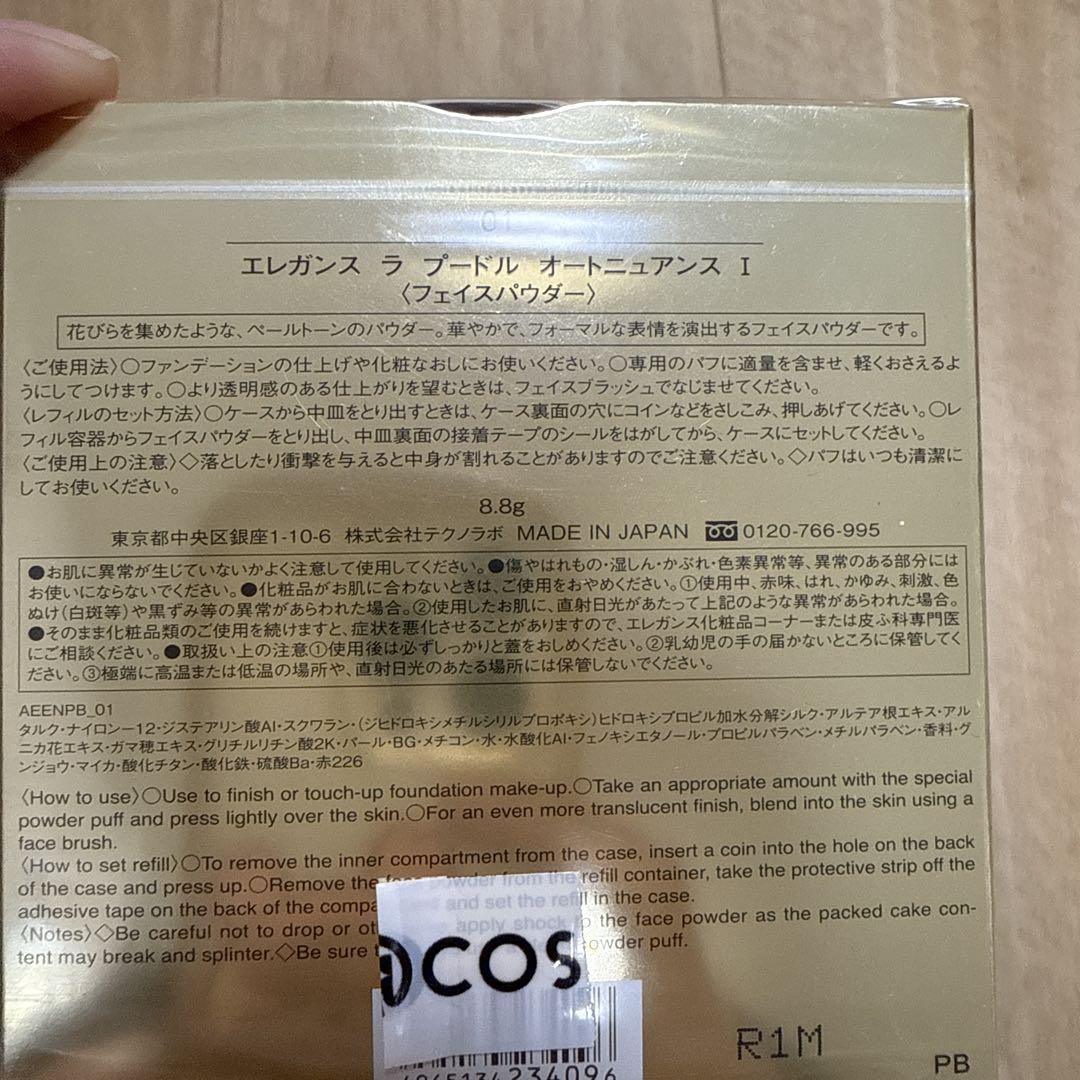 01
エレガンス ラ プードル オートニュアンス I
〈フェイスパウダー〉
花びらを集めたような、ペールトーンのパウダー。華やかで、フォーマルな表情を演出するフェイスパウダーです。
〈ご使用法〉○ファンデーションの仕上げや化粧なおしにお使いください。○専用のパフに適量を含ませ、軽くおさえるよ
うにしてつけます。○より透明感のある仕上がりを望むときは、フェイスブラッシュでなじませてください。
〈レフィルのセット方法〉○ケースから中皿をとり出すときは、ケース裏面の穴にコインなどをさしこみ、押しあげてください。○レ
フィル容器からフェイスパウダーをとり出し、中皿裏面の接着テープのシールをはがしてから、ケースにセットしてください。
〈ご使用上の注意〉◇落としたり衝撃を与えると中身が割れることがありますのでご注意ください。◇パフはいつも清潔に
してお使いください。
8.8g
東京都中央区銀座1-10-6 株式会社テクノラボ MADE IN JAPAN 0120-766-995
●お肌に異常が生じていないかよく注意して使用してください。●傷やはれもの・湿しん・かぶれ・色素異常等、異常のある部分には
お使いにならないでください。●化粧品がお肌に合わないときは、ご使用をおやめください。①使用中、赤味、はれ、かゆみ、刺激、色
ぬけ(白斑等)や黒ずみ等の異常があらわれた場合。②使用したお肌に、直射日光があたって上記のような異常があらわれた場合。
●そのまま化粧品類のご使用を続けますと、症状を悪化させることがありますので、エレガンス化粧品コーナーまたは皮ふ科専門医
にご相談ください。●取扱い上の注意①使用後は必ずしっかりと蓋をおしめください。②乳幼児の手の届かないところに保管してく
ださい。③極端に高温または低温の場所や、直射日光のあたる場所には保管しないでください。
AEENPB_01
タルク・ナイロン―12・ジステアリン酸Al・スクワラン・(ジヒドロキシメチルシリルプロポキシ)ヒドロキシプロピル加水分解シルク・アルテア根エキス・アル
ニカ花エキス・ガマ穂エキス・グリチルリチン酸2K・パール・BG・メチコン・水・水酸化Al・フェノキシエタノール・プロピルパラベン・メチルパラベン・香料・グ
ンジョウ・マイカ・酸化チタン・酸化鉄・硫酸Ba・赤226
〈How to use〉○Use to finish or touch-up foundation make-up.○Take an appropriate amount with the special
powder puff and press lightly over the skin.○For an even more translucent finish, blend into the skin using a
face brush.
〈How to set refill〉○To remove the inner compartment from the case, insert a coin into the hole on the back
of the case and press up.○Remove the face powder from the refill container, take the protective strip off the
adhesive tape on the back of the compa and set the refill in the case.
〈Notes〉◇Be careful not to drop or ot apply shock to the face powder as the packed cake con-
tent may break and splinter.◇Be sure t powder puff.
COS
234096
R1M
PB